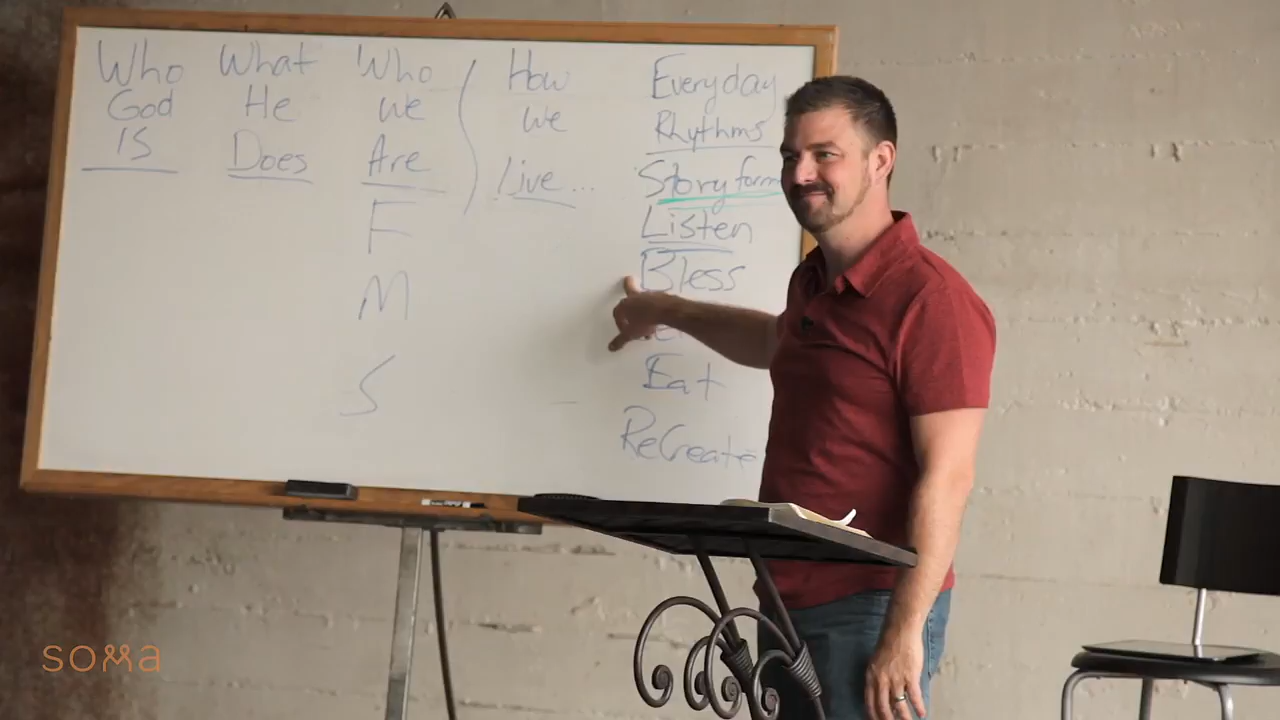 Who
God
IS
What
He
Does
Who
we
Are
F
M
S
How
we
live...
Everyday
Rhythms
Story form
Listen
Bless
Eat
ReCreate
soma